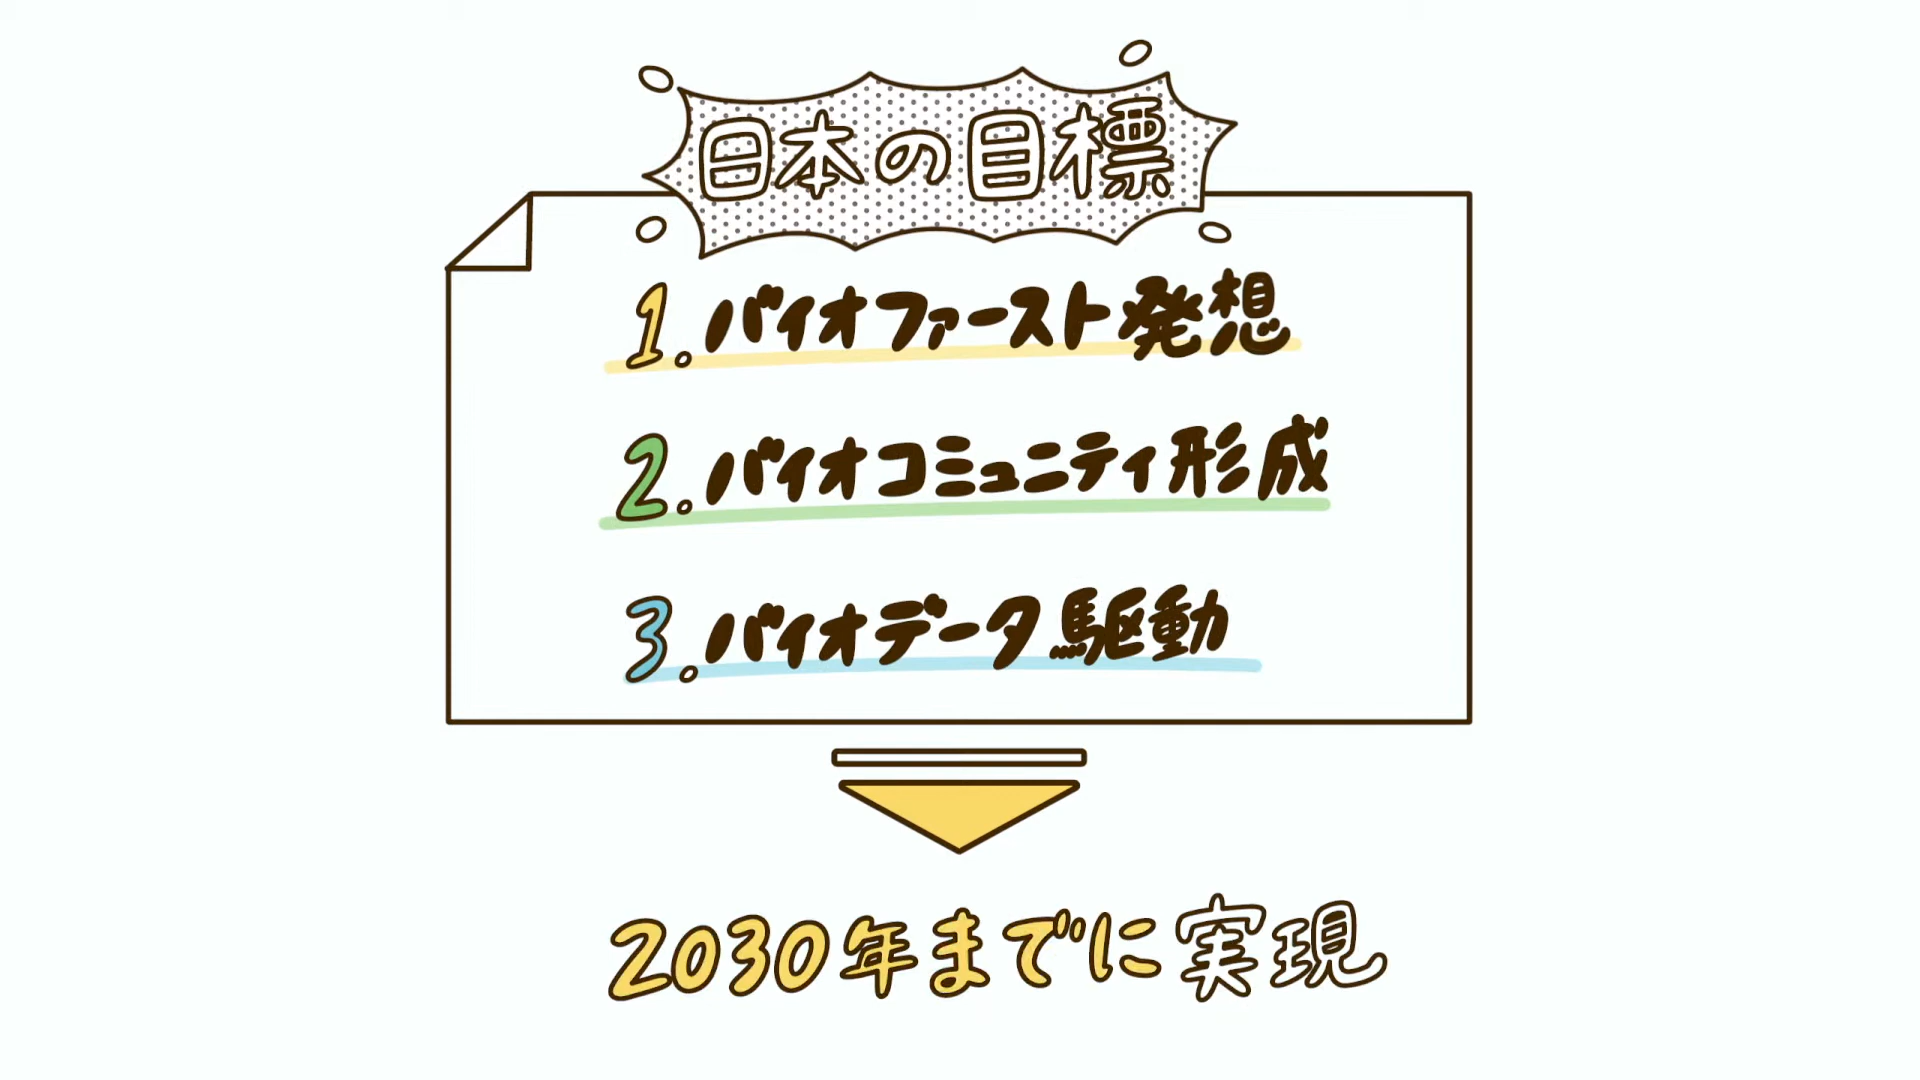 日本の目標
1.バイオファースト発想
2.バイオコミュニティ形成
3.バイオデータ駆動
2030年までに実現